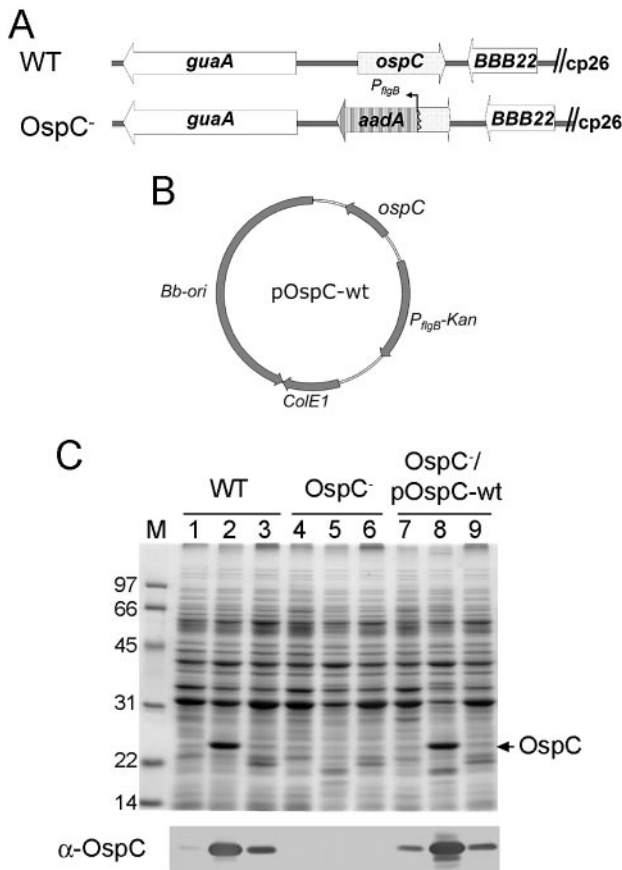 A
WT
guaA
ospC
BBB22
//cp26
PflgB
OspC-
guaA
aadA
BBB22
//cp26
B
ospC
Bb-ori
pOspC-wt
PflgB-Kan
ColE1
C
WT
OspC-
OspC-/
pOspC-wt
M 1 2 3 4 5 6 7 8 9
97
66
45
31
OspC
22
14
α-OspC